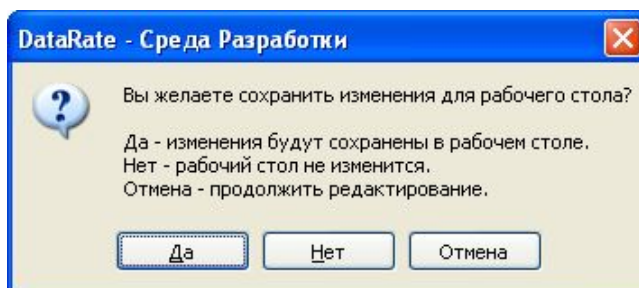 DataRate - Среда Разработки
Вы желаете сохранить изменения для рабочего стола?
Да - изменения будут сохранены в рабочем столе.
Нет - рабочий стол не изменится.
Отмена - продолжить редактирование.
Да Нет Отмена